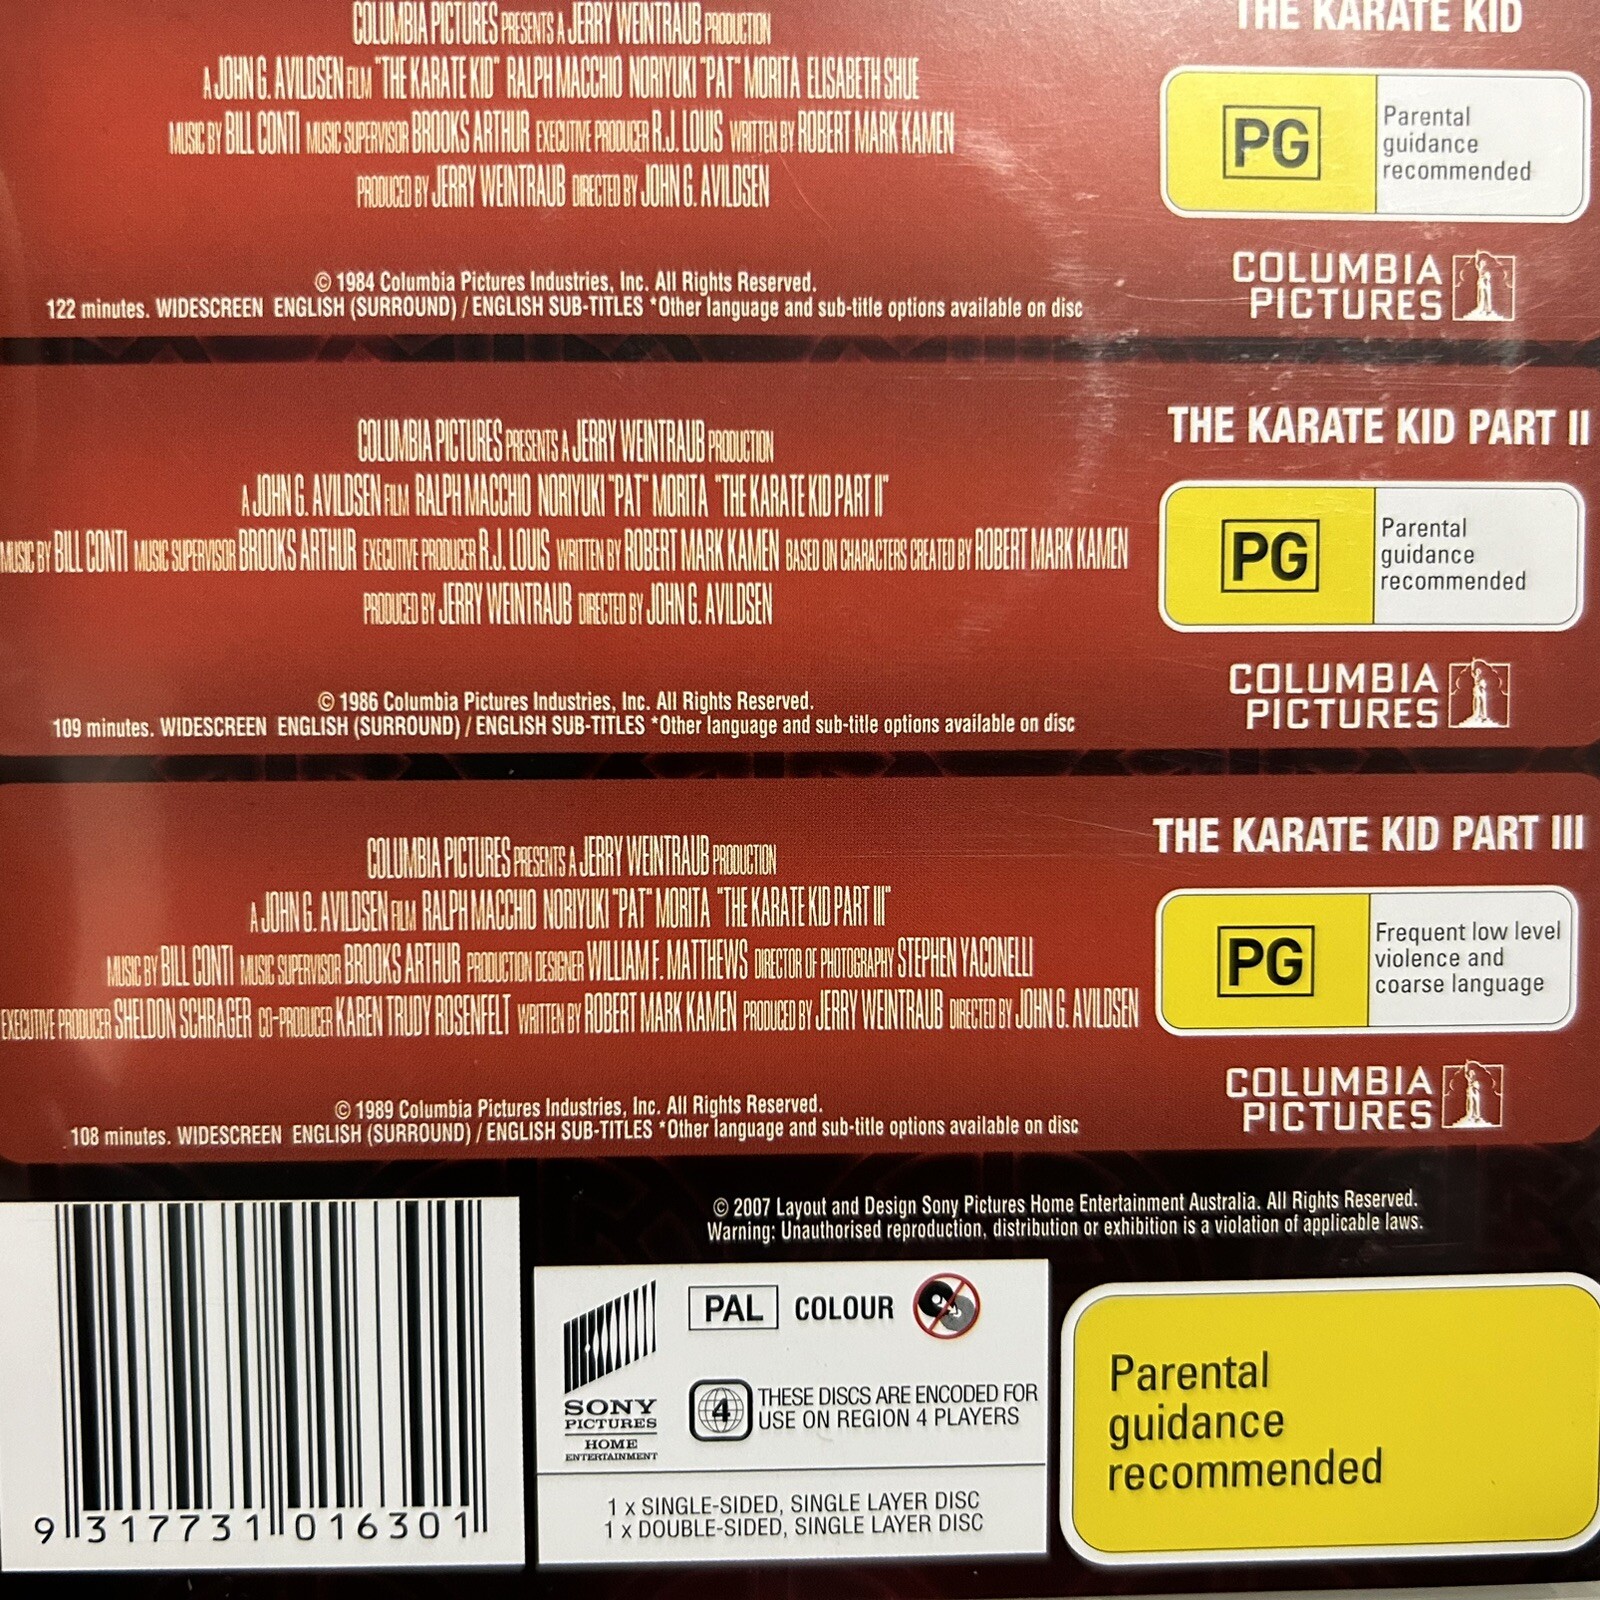 COLUMBIA PICTURES PRESENTS A JERRY WEINTRAUB PRODUCTION
A JOHN G. AVILDSEN FILM "THE KARATE KID" RALPH MACCHIO NORIYUKI "PAT" MORITA ELISABETH SHUE
MUSIC BY BILL CONTI MUSIC SUPERVISOR BROOKS ARTHUR EXECUTIVE PRODUCER R.J. LOUIS WRITTEN BY ROBERT MARK KAMEN
PRODUCED BY JERRY WEINTRAUB DIRECTED BY JOHN G. AVILDSEN
© 1984 Columbia Pictures Industries, Inc. All Rights Reserved.
122 minutes. WIDESCREEN ENGLISH (SURROUND) / ENGLISH SUB-TITLES *Other language and sub-title options available on disc
THE KARATE KID
PG
Parental
guidance
recommended
COLUMBIA
PICTURES
COLUMBIA PICTURES PRESENTS A JERRY WEINTRAUB PRODUCTION
A JOHN G. AVILDSEN FILM RALPH MACCHIO NORIYUKI "PAT" MORITA "THE KARATE KID PART II"
MUSIC BY BILL CONTI MUSIC SUPERVISOR BROOKS ARTHUR EXECUTIVE PRODUCER R.J. LOUIS WRITTEN BY ROBERT MARK KAMEN BASED ON CHARACTERS CREATED BY ROBERT MARK KAMEN
PRODUCED BY JERRY WEINTRAUB DIRECTED BY JOHN G. AVILDSEN
© 1986 Columbia Pictures Industries, Inc. All Rights Reserved.
109 minutes. WIDESCREEN ENGLISH (SURROUND) / ENGLISH SUB-TITLES *Other language and sub-title options available on disc
THE KARATE KID PART II
PG
Parental
guidance
recommended
COLUMBIA
PICTURES
COLUMBIA PICTURES PRESENTS A JERRY WEINTRAUB PRODUCTION
A JOHN G. AVILDSEN FILM RALPH MACCHIO NORIYUKI "PAT" MORITA "THE KARATE KID PART III"
MUSIC BY BILL CONTI MUSIC SUPERVISOR BROOKS ARTHUR PRODUCTION DESIGNER WILLIAM F. MATTHEWS DIRECTOR OF PHOTOGRAPHY STEPHEN YACONELLI
EXECUTIVE PRODUCER SHELDON SCHRAGER CO-PRODUCER KAREN TRUDY ROSENFELT WRITTEN BY ROBERT MARK KAMEN PRODUCED BY JERRY WEINTRAUB DIRECTED BY JOHN G. AVILDSEN
© 1989 Columbia Pictures Industries, Inc. All Rights Reserved.
108 minutes. WIDESCREEN ENGLISH (SURROUND) / ENGLISH SUB-TITLES *Other language and sub-title options available on disc
THE KARATE KID PART III
PG
Frequent low level
violence and
coarse language
COLUMBIA
PICTURES
© 2007 Layout and Design Sony Pictures Home Entertainment Australia. All Rights Reserved.
Warning: Unauthorised reproduction, distribution or exhibition is a violation of applicable laws.
9 317731 016301
SONY
PICTURES
HOME
ENTERTAINMENT
PAL COLOUR
4 THESE DISCS ARE ENCODED FOR
USE ON REGION 4 PLAYERS
1 x SINGLE-SIDED, SINGLE LAYER DISC
1 x DOUBLE-SIDED, SINGLE LAYER DISC
Parental
guidance
recommended